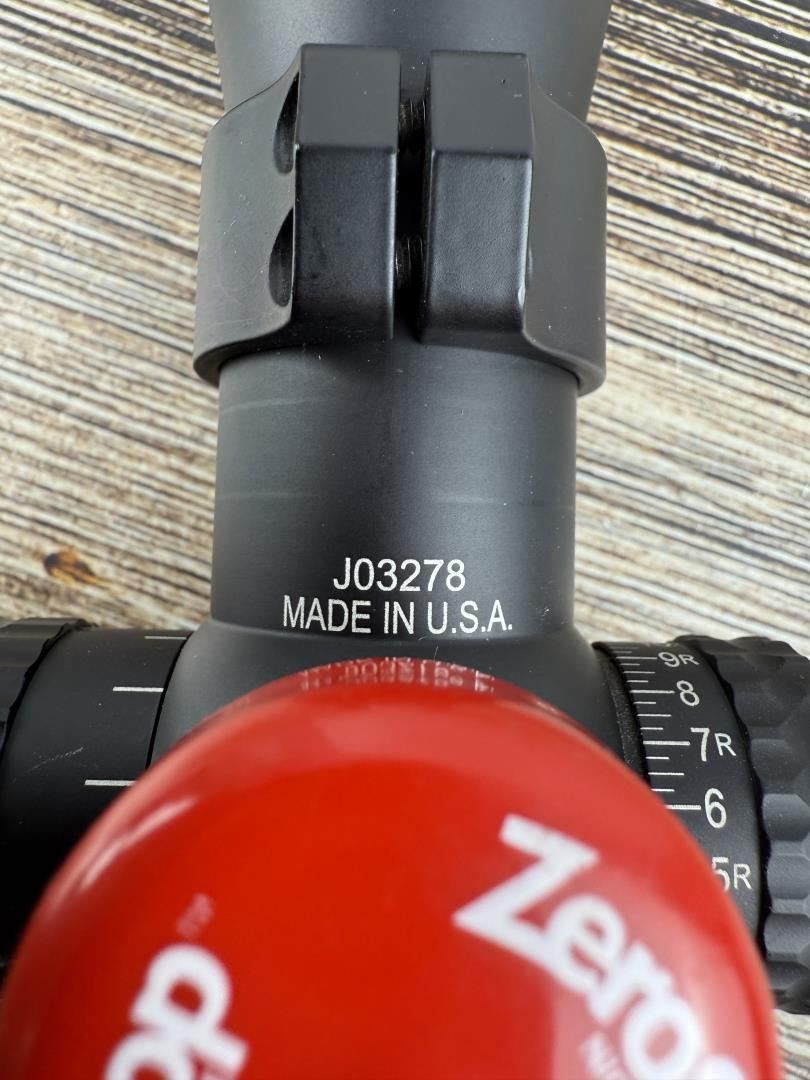 J03278
MADE IN U.S.A.
9R
8
7R
6
5R
Zero